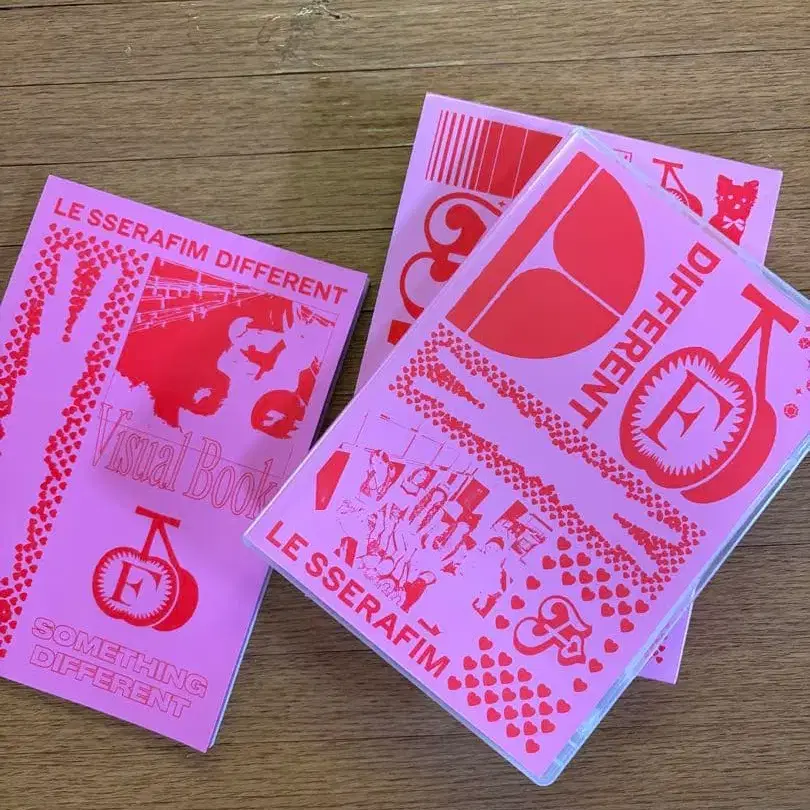 LE SSERAFIM DIFFERENT
Visual Book
F
SOMETHING
DIFFERENT
DIFFERENT
F
LE SSERAFIM
F